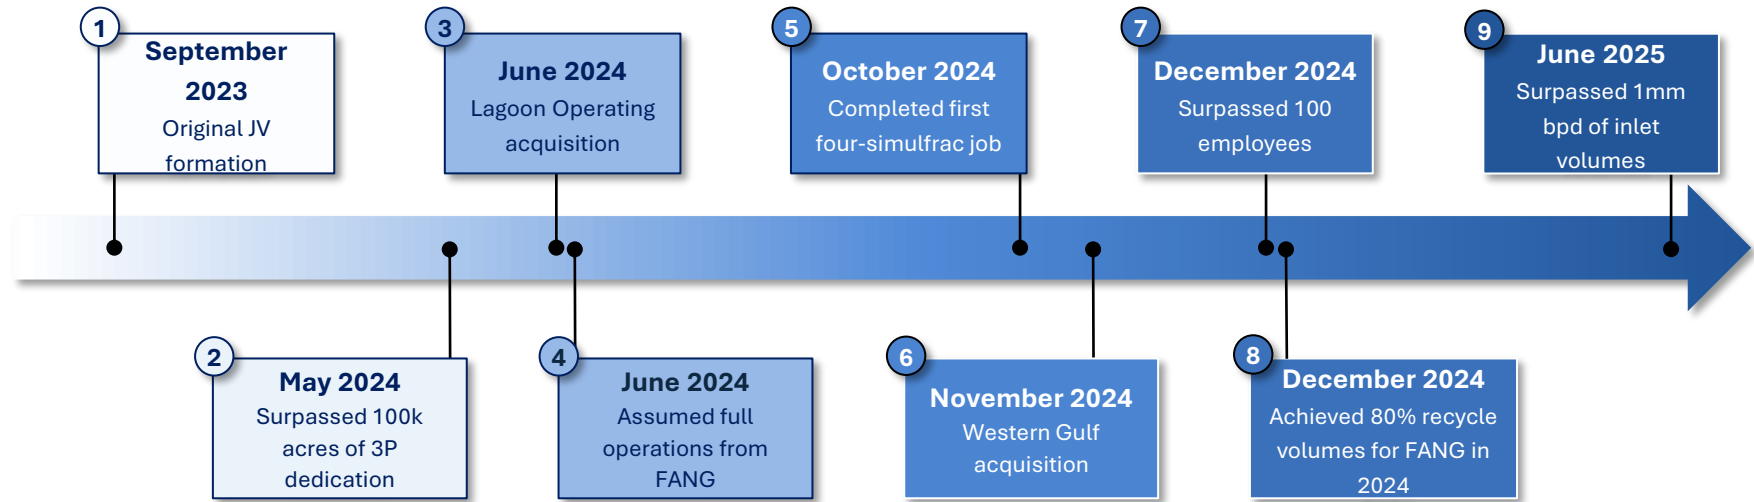 1
September
2023
Original JV
formation
2
May 2024
Surpassed 100k
acres of 3P
dedication
3
June 2024
Lagoon Operating
acquisition
4
June 2024
Assumed full
operations from
FANG
5
October 2024
Completed first
four-simulfrac job
6
November 2024
Western Gulf
acquisition
7
December 2024
Surpassed 100
employees
8
December 2024
Achieved 80% recycle
volumes for FANG in
2024
9
June 2025
Surpassed 1mm
bpd of inlet
volumes